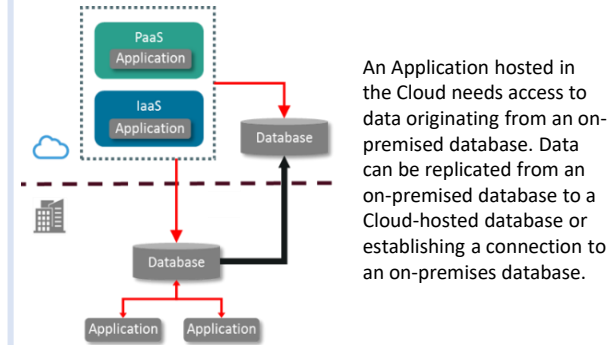 PaaS
Application
IaaS
Application
Database
Database
Application
Application
An Application hosted in
the Cloud needs access to
data originating from an on-
premised database. Data
can be replicated from an
on-premised database to a
Cloud-hosted database or
establishing a connection to
an on-premises database.